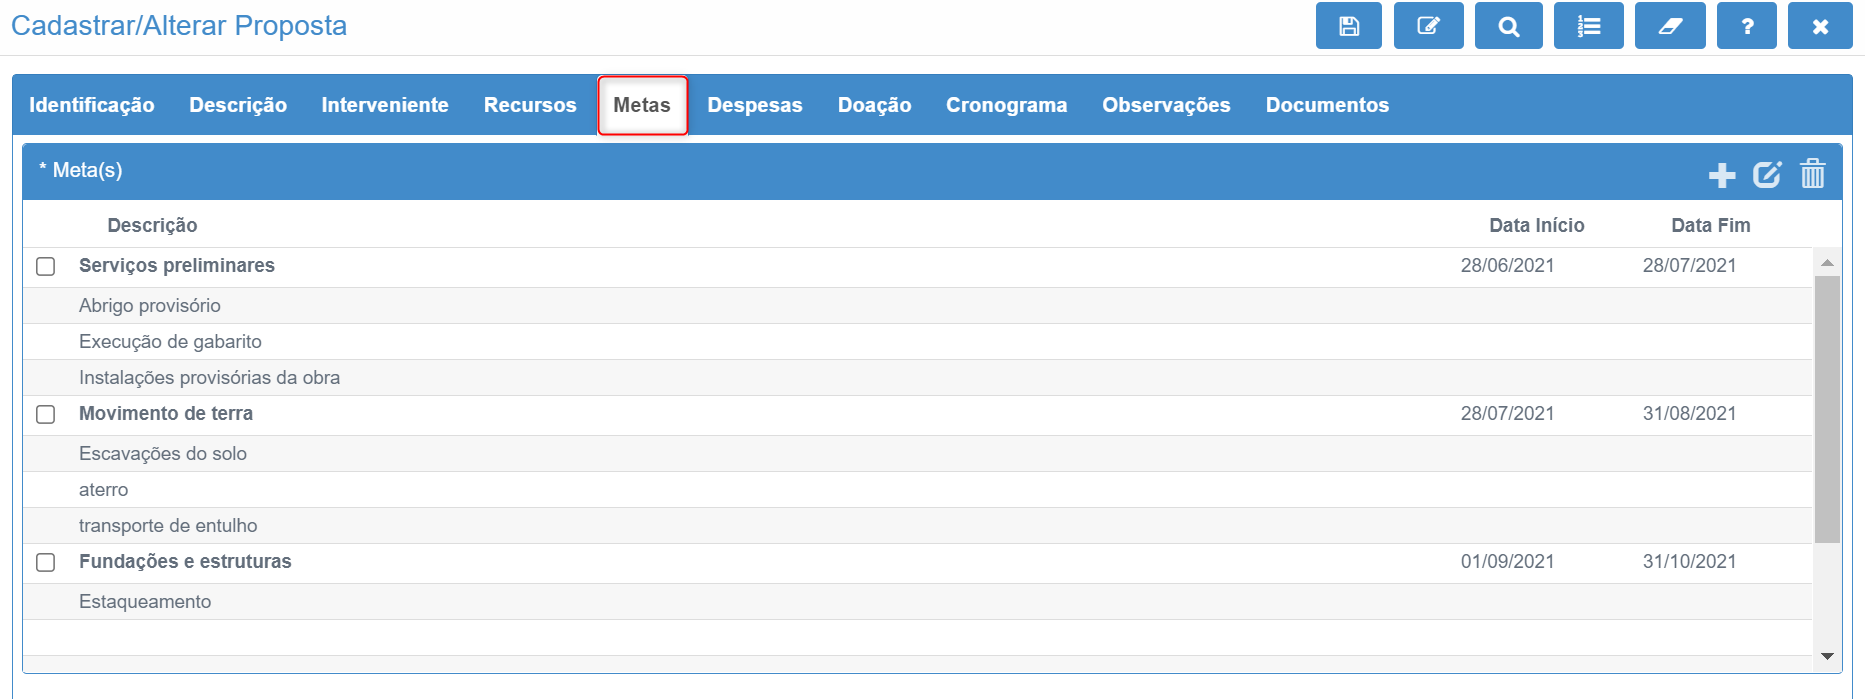 Cadastrar/Alterar Proposta
Identificação Descrição Interveniente Recursos Metas Despesas Doação Cronograma Observações Documentos
* Meta(s)
Descrição Data Início Data Fim
Serviços preliminares 28/06/2021 28/07/2021
Abrigo provisório
Execução de gabarito
Instalações provisórias da obra
Movimento de terra 28/07/2021 31/08/2021
Escavações do solo
aterro
transporte de entulho
Fundações e estruturas 01/09/2021 31/10/2021
Estaqueamento